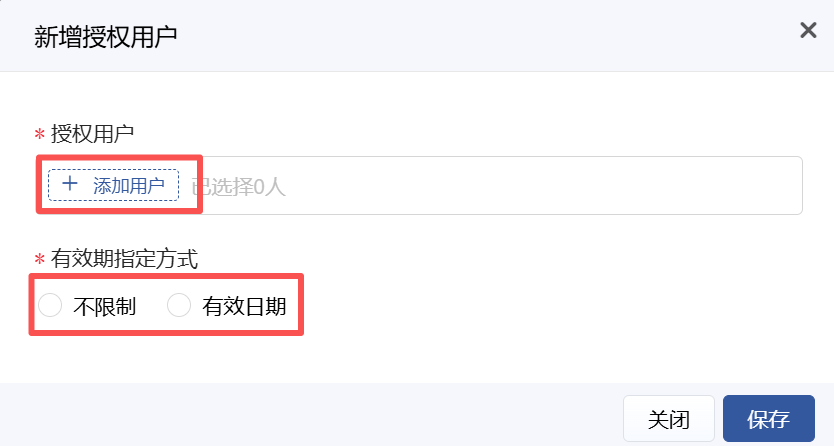 新增授权用户
* 授权用户
+ 添加用户 已选择0人
* 有效期指定方式
不限制 有效日期
关闭 保存